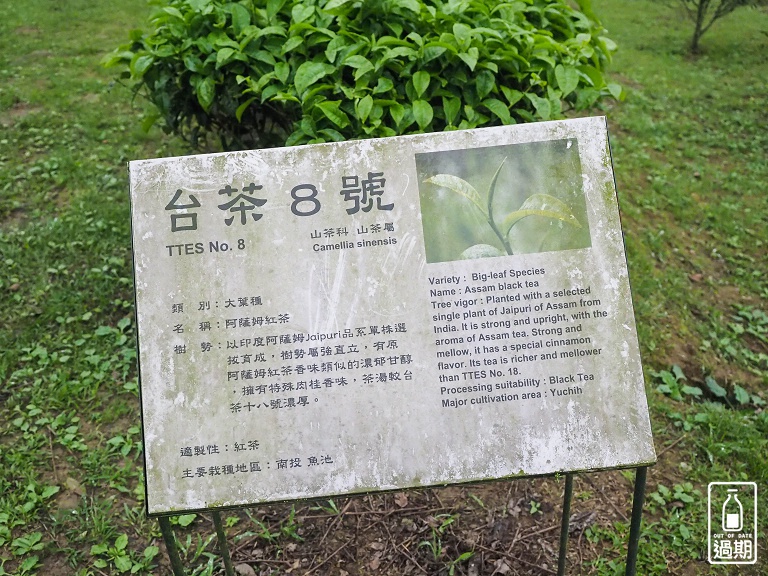 台茶 8 號
TTES No. 8
山茶科 山茶屬
Camellia sinensis
類　別：大葉種
名　稱：阿薩姆紅茶
樹　勢：以印度阿薩姆Jaipuri品系單株選
按育成，樹勢屬強直立，有原
阿薩姆紅茶香味類似的濃郁甘醇
，擁有特殊肉桂香味，茶湯較台
茶十八號濃厚。
適製性：紅茶
主要栽種地區：南投 魚池
Variety : Big-leaf Species
Name : Assam black tea
Tree vigor : Planted with a selected
single plant of Jaipuri of Assam from
India. It is strong and upright, with the
aroma of Assam tea. Strong and
mellow, it has a special cinnamon
flavor. Its tea is richer and mellower
than TTES No. 18.
Processing suitability : Black Tea
Major cultivation area : Yuchih
OUT OF DATE
過期